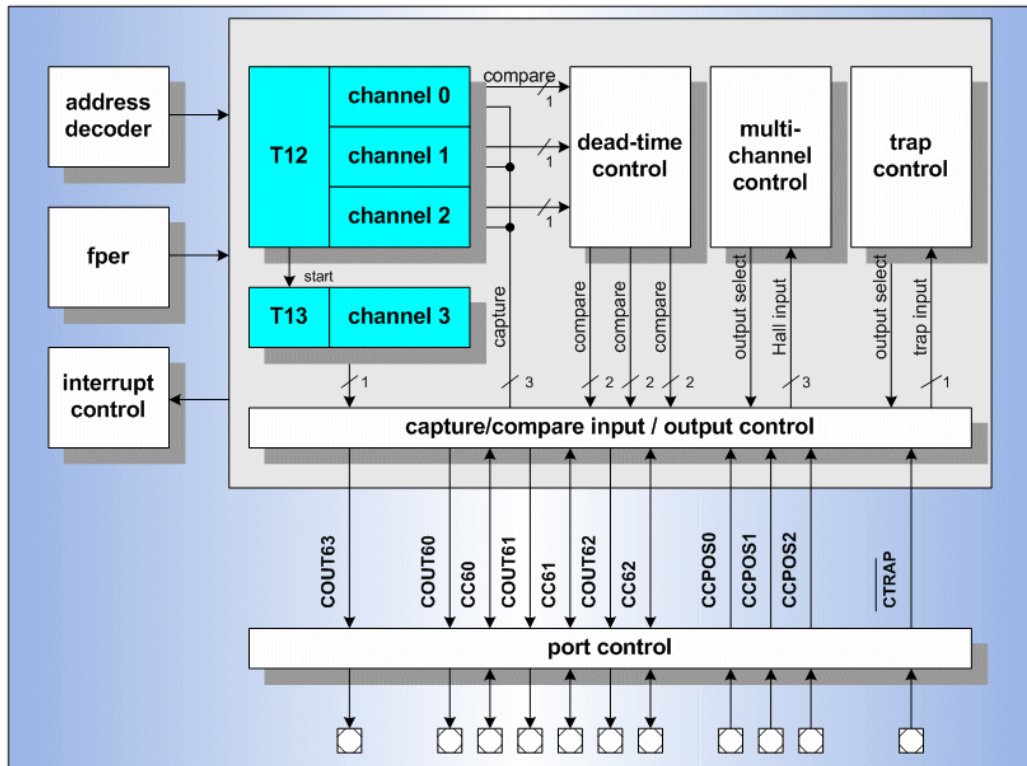 address
decoder
fper
interrupt
control
T12
channel 0
channel 1
channel 2
compare
1
1
1
start
T13
channel 3
capture
dead-time
control
multi-
channel
control
trap
control
compare
compare
compare
output select
Hall input
output select
trap input
1
3
2
2
2
3
1
capture/compare input / output control
COUT63
COUT60
CC60
COUT61
CC61
COUT62
CC62
CCPOS0
CCPOS1
CCPOS2
CTRAP
port control